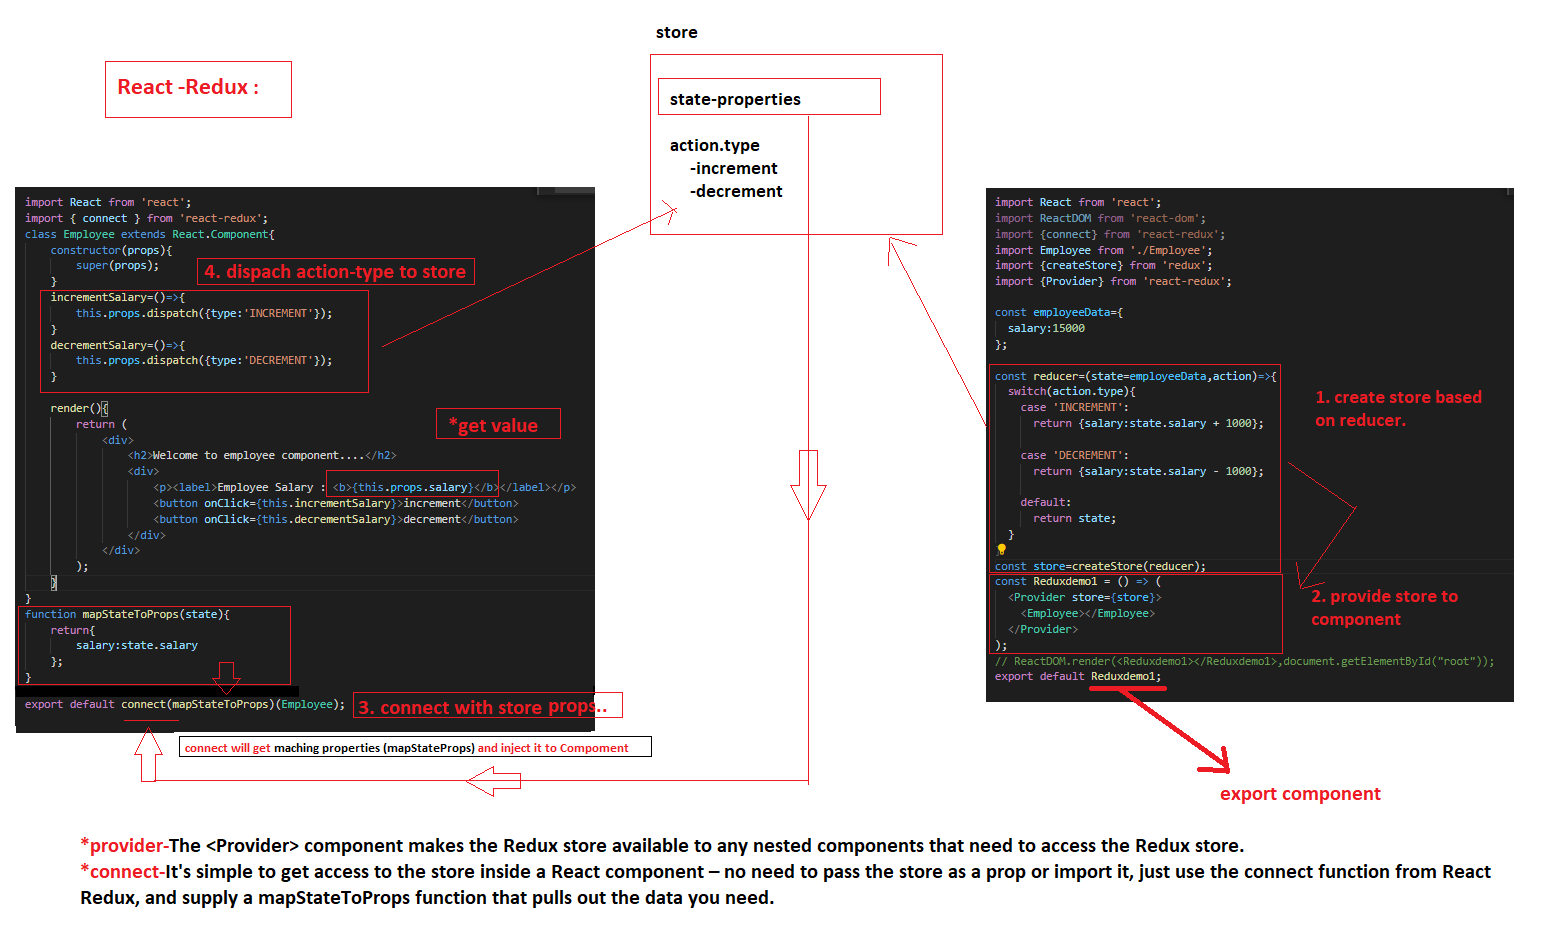 store
React -Redux :
state-properties
action.type
-increment
-decrement
import React from 'react';
import { connect } from 'react-redux';
class Employee extends React.Component{
constructor(props){
super(props);
}
4. dispach action-type to store
incrementSalary=()=>{
this.props.dispatch({type:'INCREMENT'});
}
decrementSalary=()=>{
this.props.dispatch({type:'DECREMENT'});
}
render(){
return (
*get value
<div>
<h2>Welcome to employee component....</h2>
<div>
<p><label>Employee Salary : <b>{this.props.salary}</b></label></p>
<button onClick={this.incrementSalary}>increment</button>
<button onClick={this.decrementSalary}>decrement</button>
</div>
</div>
);
}
}
function mapStateToProps(state){
return{
salary:state.salary
};
}
export default connect(mapStateToProps)(Employee);
3. connect with store props..
connect will get maching properties (mapStateProps) and inject it to Compoment
import React from 'react';
import ReactDOM from 'react-dom';
import {connect} from 'react-redux';
import Employee from './Employee';
import {createStore} from 'redux';
import {Provider} from 'react-redux';
const employeeData={
salary:15000
};
const reducer=(state=employeeData,action)=>{
switch(action.type){
case 'INCREMENT':
return {salary:state.salary + 1000};
case 'DECREMENT':
return {salary:state.salary - 1000};
default:
return state;
}
const store=createStore(reducer);
const Reduxdemo1 = () => (
<Provider store={store}>
<Employee></Employee>
</Provider>
);
// ReactDOM.render(<Reduxdemo1></Reduxdemo1>,document.getElementById("root"));
export default Reduxdemo1;
1. create store based
on reducer.
2. provide store to
component
export component
*provider-The <Provider> component makes the Redux store available to any nested components that need to access the Redux store.
*connect-It's simple to get access to the store inside a React component – no need to pass the store as a prop or import it, just use the connect function from React
Redux, and supply a mapStateToProps function that pulls out the data you need.